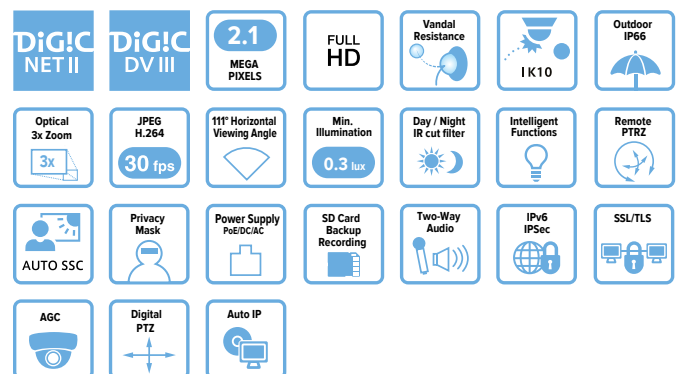 DiG!C
NET II
DiG!C
DV III
2.1
MEGA
PIXELS
FULL
HD
Vandal
Resistance
IK10
Outdoor
IP66
Optical
3x Zoom
3x
JPEG
H.264
30 fps
111° Horizontal
Viewing Angle
Min.
Illumination
0.3 lux
Day / Night
IR cut filter
Intelligent
Functions
Remote
PTRZ
AUTO SSC
Privacy
Mask
Power Supply
PoE/DC/AC
SD Card
Backup
Recording
Two-Way
Audio
IPv6
IPSec
SSL/TLS
AGC
Digital
PTZ
Auto IP